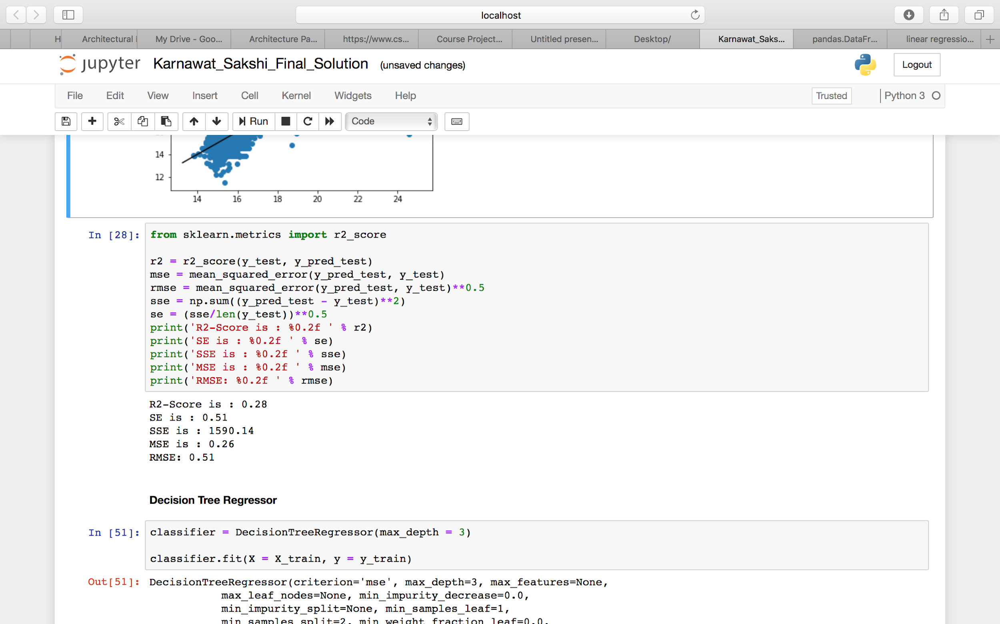 localhost
H
Architectural
My Drive - Goo...
Architecture Pa...
https://www.cs...
Course Project...
Untitled presen...
Desktop/
Karnawat_Saks...
pandas.DataFr...
linear regressio...
jupyter Karnawat_Sakshi_Final_Solution (unsaved changes)
Logout
File Edit View Insert Cell Kernel Widgets Help
Trusted
Python 3
Run
Code
14
12
14 16 18 20 22 24
In [28]:
from sklearn.metrics import r2_score
r2 = r2_score(y_test, y_pred_test)
mse = mean_squared_error(y_pred_test, y_test)
rmse = mean_squared_error(y_pred_test, y_test)**0.5
sse = np.sum((y_pred_test - y_test)**2)
se = (sse/len(y_test))**0.5
print('R2-Score is : %0.2f ' % r2)
print('SE is : %0.2f ' % se)
print('SSE is : %0.2f ' % sse)
print('MSE is : %0.2f ' % mse)
print('RMSE: %0.2f ' % rmse)
R2-Score is : 0.28
SE is : 0.51
SSE is : 1590.14
MSE is : 0.26
RMSE: 0.51
Decision Tree Regressor
In [51]:
classifier = DecisionTreeRegressor(max_depth = 3)
classifier.fit(X = X_train, y = y_train)
Out[51]:
DecisionTreeRegressor(criterion='mse', max_depth=3, max_features=None,
max_leaf_nodes=None, min_impurity_decrease=0.0,
min_impurity_split=None, min_samples_leaf=1,
min_samples_split=2, min_weight_fraction_leaf=0.0,